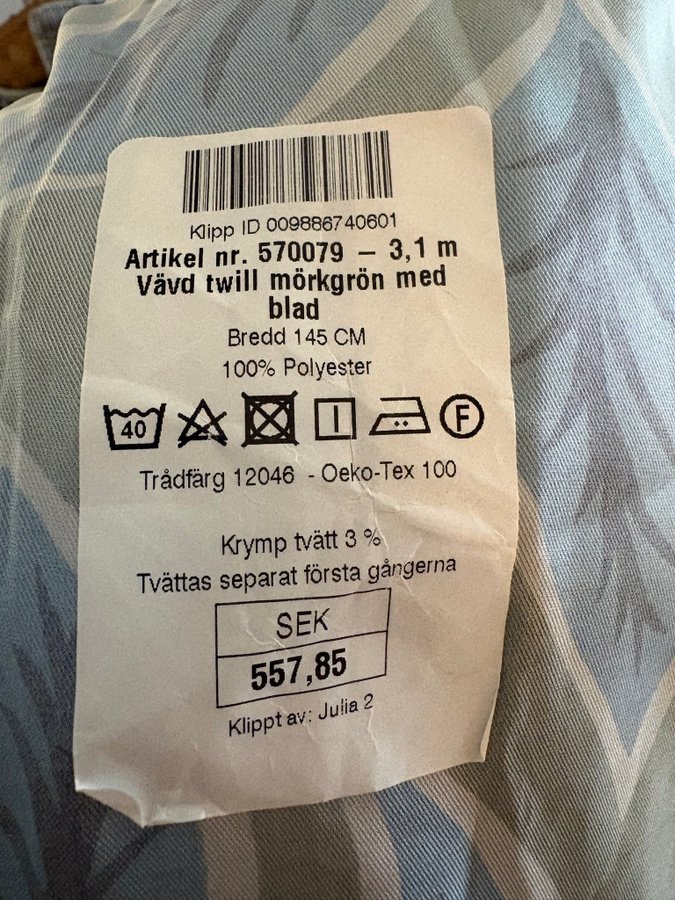 Klipp ID 009886740601
Artikel nr. 570079 – 3,1 m
Vävd twill mörkgrön med
blad
Bredd 145 CM
100% Polyester
40 F
Trådfärg 12046 - Oeko-Tex 100
Krymp tvätt 3 %
Tvättas separat första gångerna
SEK
557,85
Klippt av: Julia 2